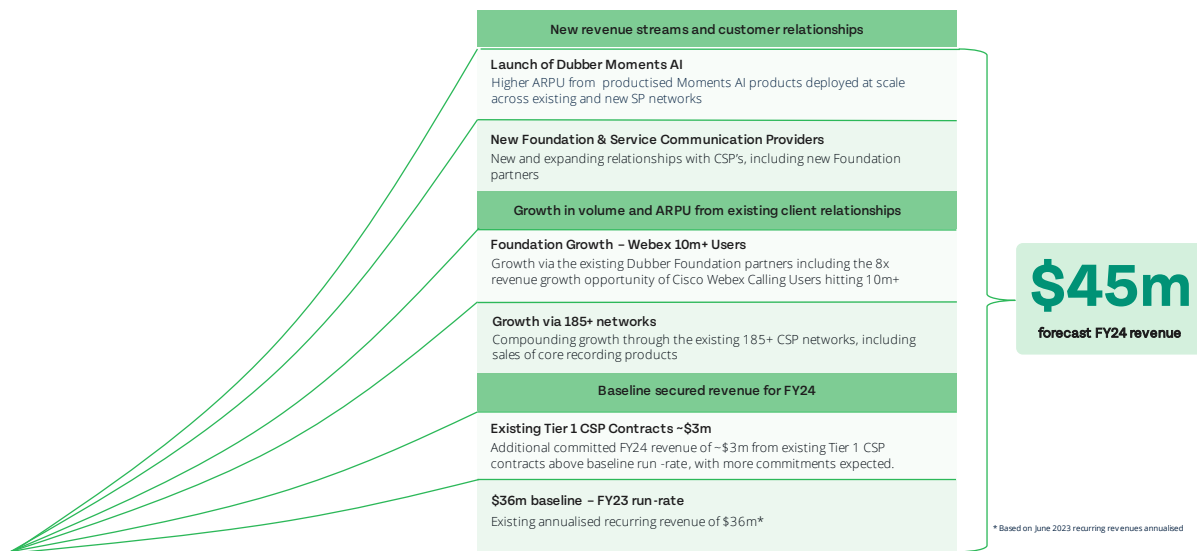 New revenue streams and customer relationships
Launch of Dubber Moments AI
Higher ARPU from productised Moments AI products deployed at scale
across existing and new SP networks
New Foundation & Service Communication Providers
New and expanding relationships with CSP's, including new Foundation
partners
Growth in volume and ARPU from existing client relationships
Foundation Growth – Webex 10m+ Users
Growth via the existing Dubber Foundation partners including the 8x
revenue growth opportunity of Cisco Webex Calling Users hitting 10m+
Growth via 185+ networks
Compounding growth through the existing 185+ CSP networks, including
sales of core recording products
Baseline secured revenue for FY24
Existing Tier 1 CSP Contracts ~$3m
Additional committed FY24 revenue of ~$3m from existing Tier 1 CSP
contracts above baseline run -rate, with more commitments expected.
$36m baseline – FY23 run-rate
Existing annualised recurring revenue of $36m*
$45m
forecast FY24 revenue
* Based on June 2023 recurring revenues annualised